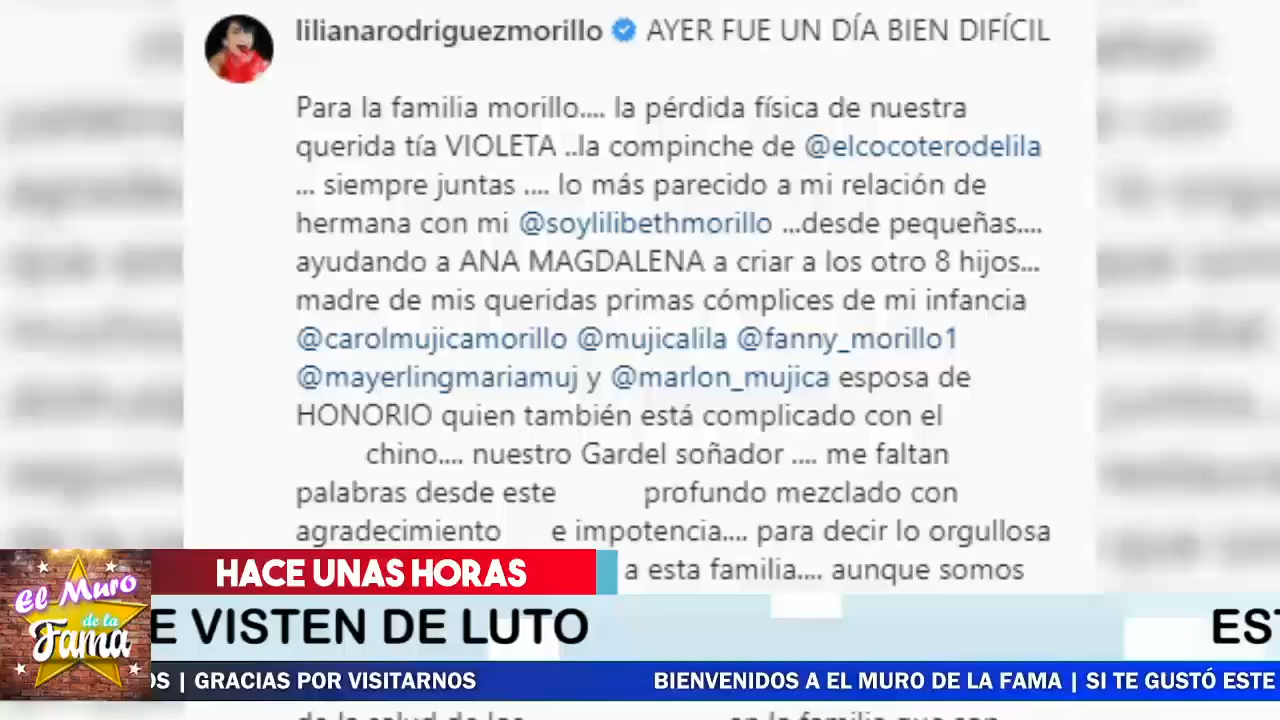 lilianarodriguezmorillo AYER FUE UN DÍA BIEN DIFÍCIL
Para la familia morillo.... la pérdida física de nuestra
querida tía VIOLETA ..la compinche de @elcocoterodelila
... siempre juntas .... lo más parecido a mi relación de
hermana con mi @soylilibethmorillo ...desde pequeñas....
ayudando a ANA MAGDALENA a criar a los otro 8 hijos...
madre de mis queridas primas cómplices de mi infancia
@carolmujicamorillo @mujicalila @fanny_morillo1
@mayerlingmariamuj y @marlon_mujica esposa de
HONORIO quien también está complicado con el
chino.... nuestro Gardel soñador .... me faltan
palabras desde este profundo mezclado con
agradecimiento e impotencia.... para decir lo orgullosa
a esta familia.... aunque somos
HACE UNAS HORAS
El Muro
de la
Fama
E VISTEN DE LUTO EST
OS | GRACIAS POR VISITARNOS BIENVENIDOS A EL MURO DE LA FAMA | SI TE GUSTÓ ESTE